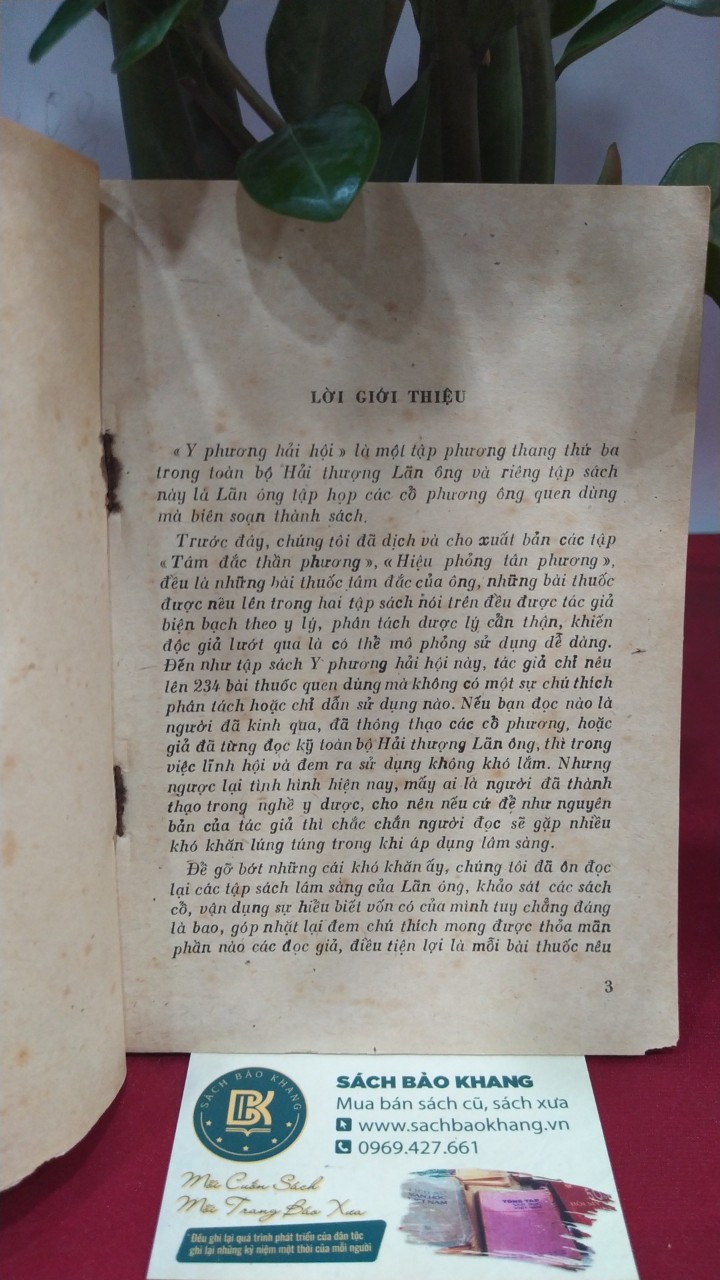 LỜI GIỚI THIỆU
« Y phương hải hội » là một tập phương thang thứ ba
trong toàn bộ Hải thượng Lãn ông và riêng tập sách
này là Lãn ông tập hợp các cổ phương ông quen dùng
mà biên soạn thành sách.
Trước đây, chúng tôi đã dịch và cho xuất bản các tập
« Tâm đắc thần phương », « Hiệu phỏng tân phương »,
đều là những bài thuốc tâm đắc của ông, những bài thuốc
được nêu lên trong hai tập sách nói trên đều được tác giả
biện bạch theo y lý, phân tách dược lý cẩn thận, khiến
độc giả lướt qua là có thể mô phỏng sử dụng dễ dàng.
Đến như tập sách Y phương hải hội này, tác giả chỉ nêu
lên 234 bài thuốc quen dùng mà không có một sự chú thích
phân tách hoặc chỉ dẫn sử dụng nào. Nếu bạn đọc nào là
người đã kinh qua, đã thông thạo các cổ phương, hoặc
giả đã từng đọc kỹ toàn bộ Hải thượng Lãn ông, thì trong
việc lĩnh hội và đem ra sử dụng không khó lắm. Nhưng
ngược lại tình hình hiện nay, mấy ai là người đã thành
thạo trong nghề y dược, cho nên nếu cứ để như nguyên
bản của tác giả thì chắc chắn người đọc sẽ gặp nhiều
khó khăn lúng túng trong khi áp dụng lâm sàng.
Để gỡ bớt những cái khó khăn ấy, chúng tôi đã ôn đọc
lại các tập sách lâm sàng của Lãn ông, khảo sát các sách
cổ, vận dụng sự hiểu biết vốn có của mình tuy chẳng đáng
là bao, góp nhặt lại đem chú thích mong được thỏa mãn
phần nào các đọc giả, điều tiện lợi là mỗi bài thuốc nêu
3
SÁCH BẢO KHANG
BK
SÁCH BẢO KHANG
Mua bán sách cũ, sách xưa
www.sachbaokhang.vn
0969.427.661
Mỗi Cuốn Sách
Mỗi Trang Báo Xưa
Đều ghi lại quá trình phát triển của dân tộc
ghi lại những kỷ niệm một thời của mỗi người